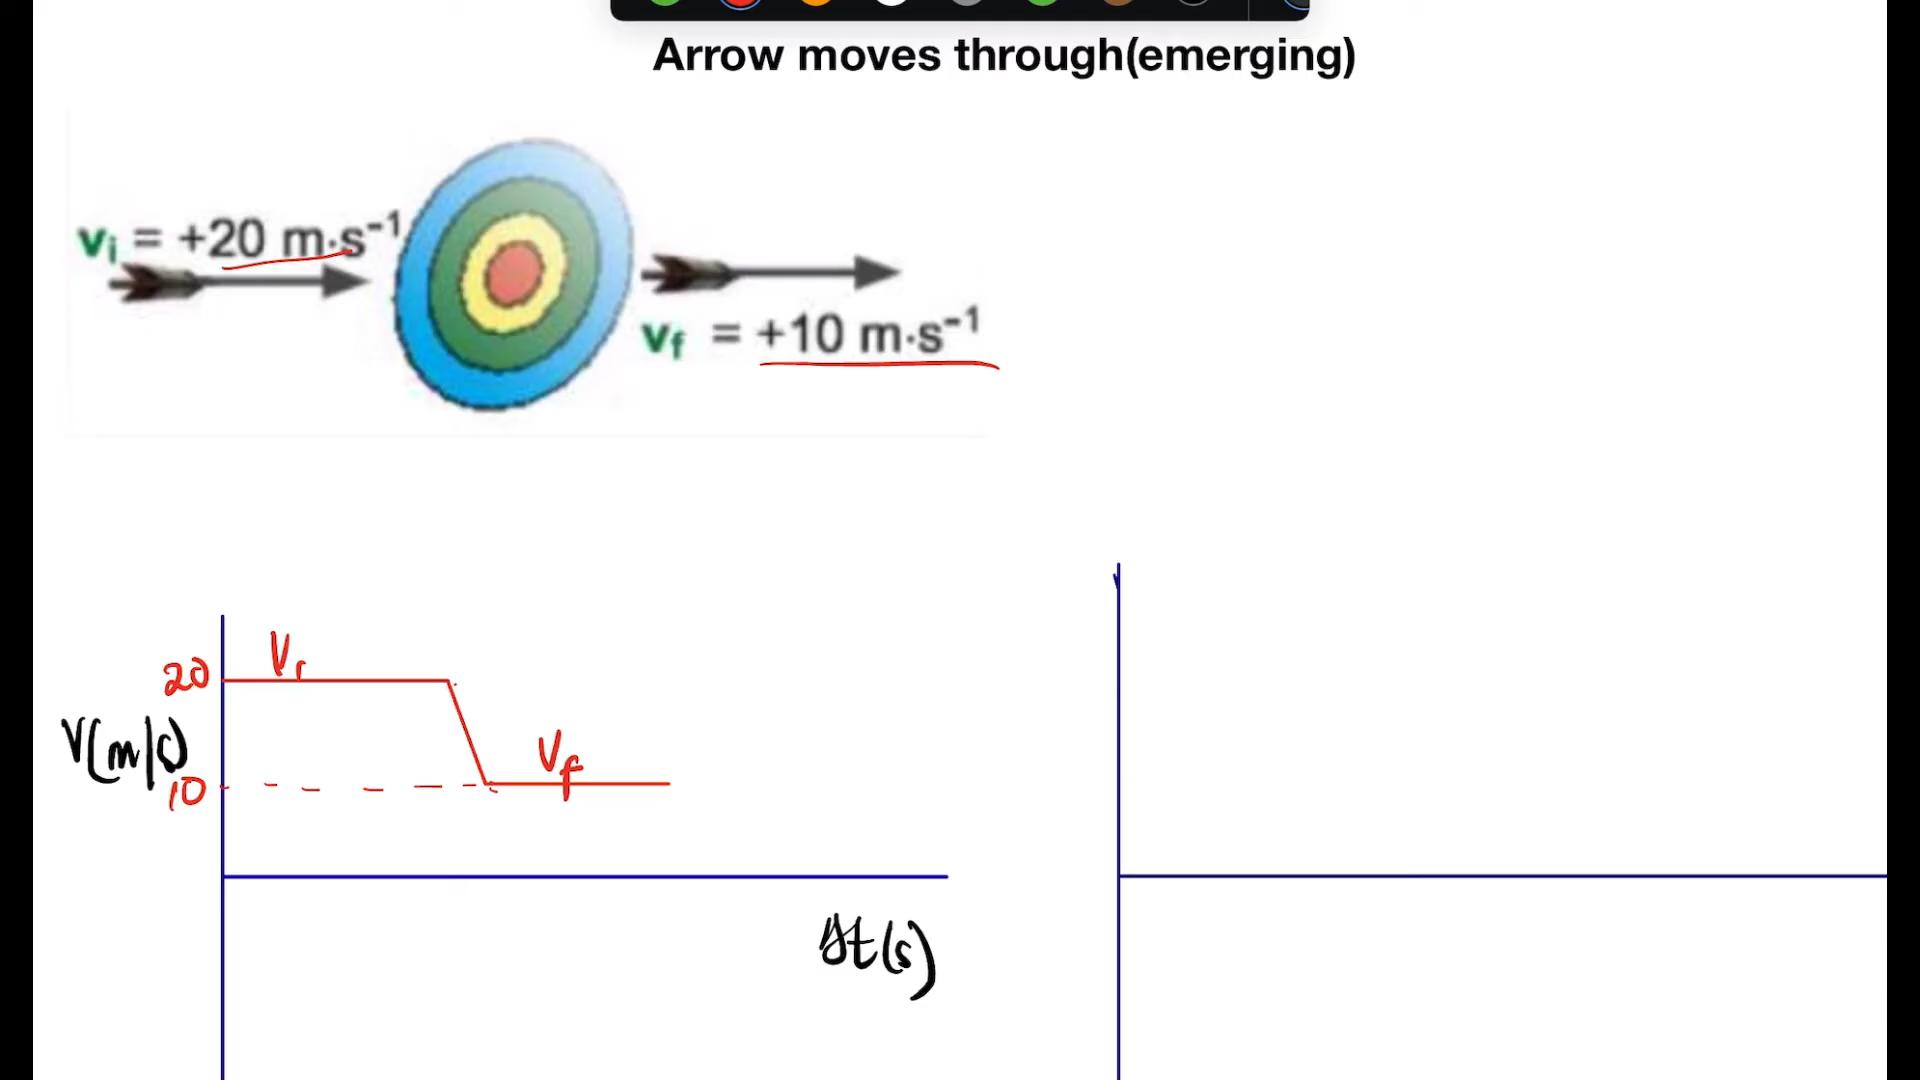 Arrow moves through(emerging)
vi = +20 m·s⁻¹
vf = +10 m·s⁻¹
20
Vi
V(m/s)
Vf
10
Δt(s)